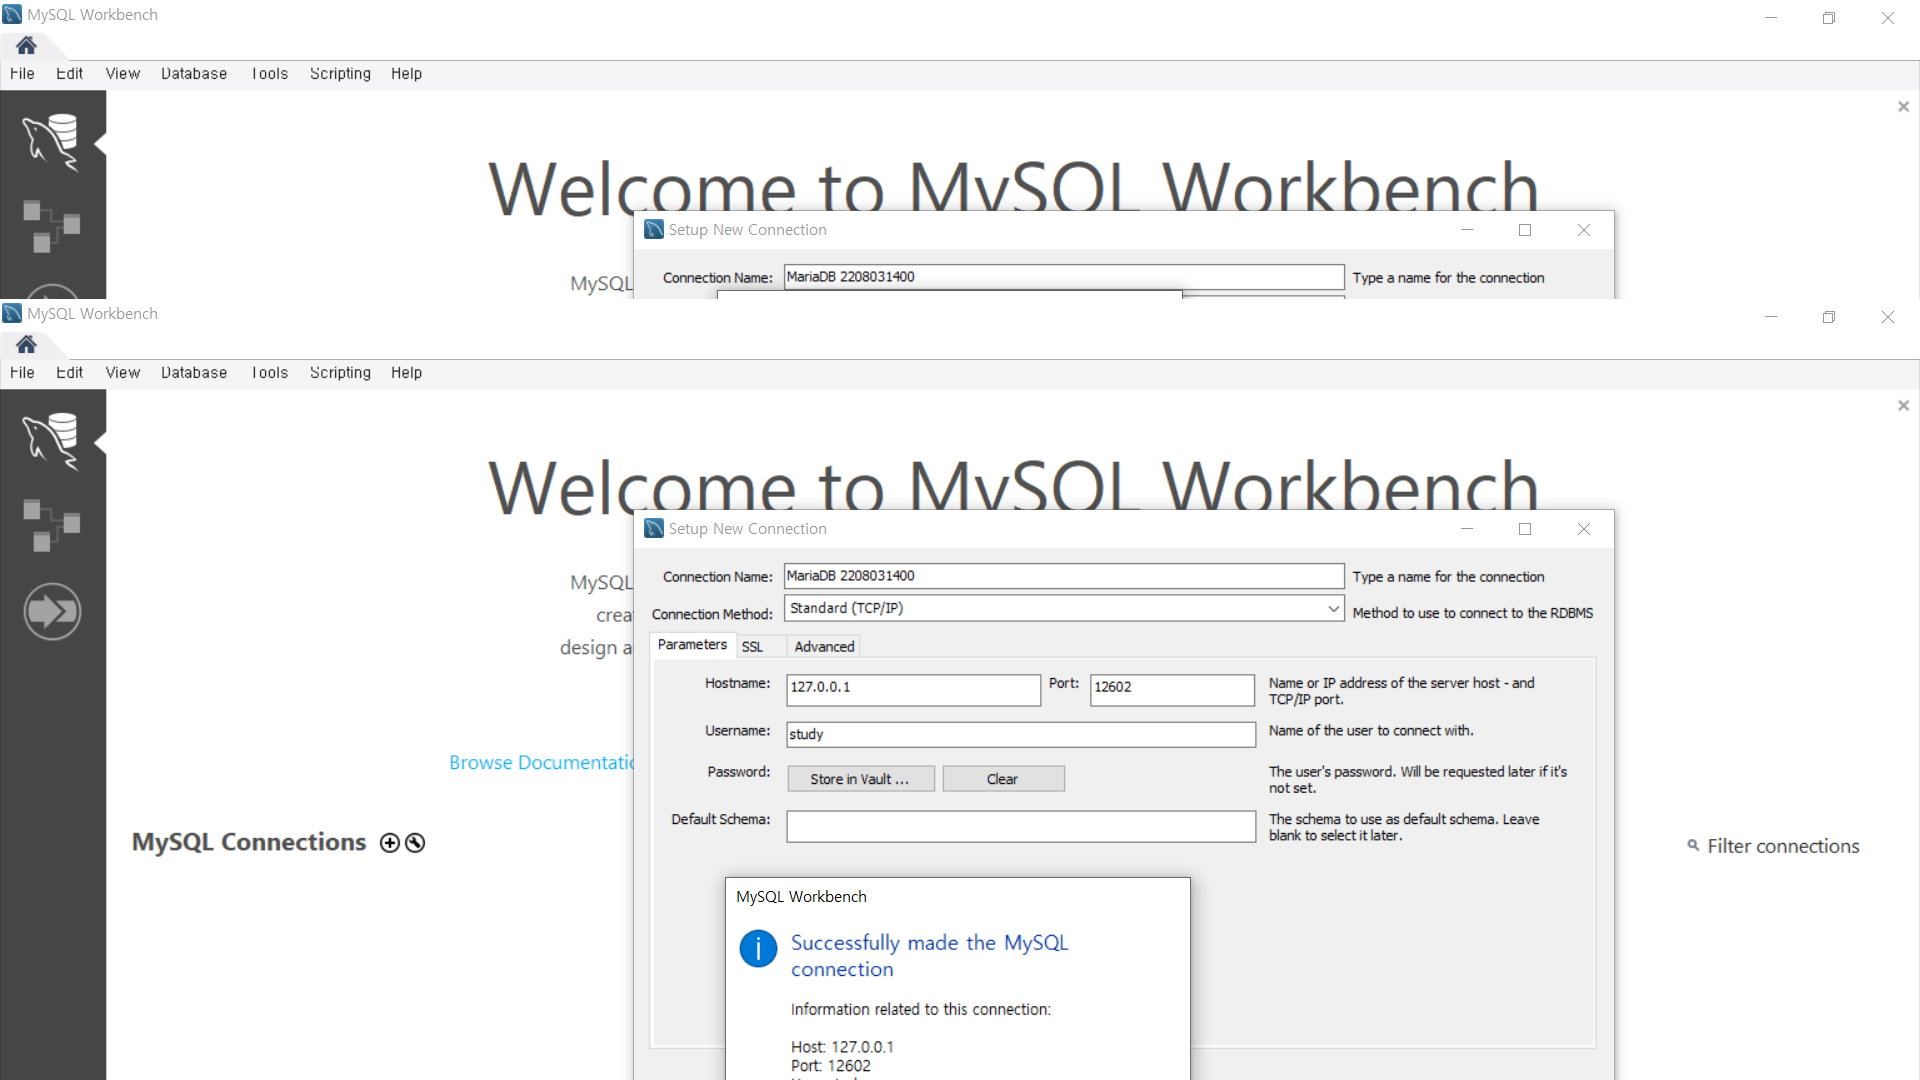 MySQL Workbench
File Edit View Database Tools Scripting Help
Welcome to MySQL Workbench
Setup New Connection
MySQL
Connection Name: MariaDB 2208031400 Type a name for the connection
MySQL Workbench
File Edit View Database Tools Scripting Help
Welcome to MySQL Workbench
Setup New Connection
MySQL
Connection Name: MariaDB 2208031400 Type a name for the connection
crea
Connection Method: Standard (TCP/IP) Method to use to connect to the RDBMS
design a
Parameters SSL Advanced
Hostname: 127.0.0.1 Port: 12602 Name or IP address of the server host - and
TCP/IP port.
Username: study Name of the user to connect with.
Browse Documentatio
Password: Store in Vault ... Clear The user's password. Will be requested later if it's
not set.
Default Schema: The schema to use as default schema. Leave
blank to select it later.
MySQL Connections
Filter connections
MySQL Workbench
Successfully made the MySQL
connection
Information related to this connection:
Host: 127.0.0.1
Port: 12602